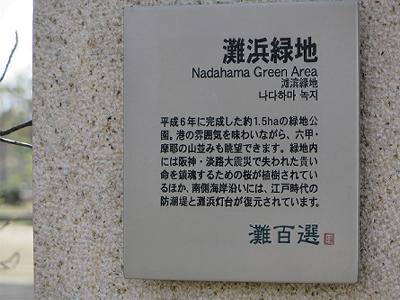 灘浜緑地
Nadahama Green Area
滩滨绿地
나다하마 녹지
平成6年に完成した約1.5haの緑地公
園。港の雰囲気を味わいながら、六甲・
摩耶の山並みも眺望できます。緑地内
には阪神・淡路大震災で失われた貴い
命を鎮魂するための桜が植樹されてい
るほか、南側海岸沿いには、江戸時代の
防潮堤と灘浜灯台が復元されています。
灘百選